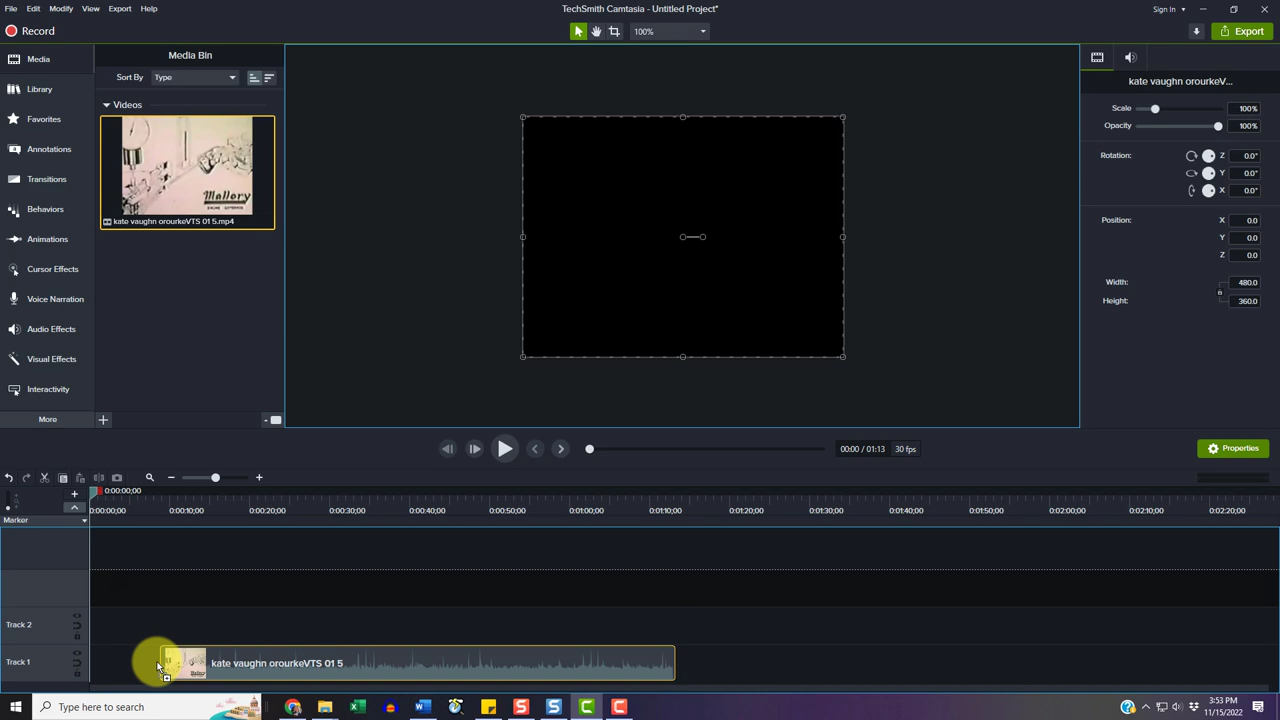 File Edit Modify View Export Help
TechSmith Camtasia - Untitled Project*
Sign In
Record
100%
Export
Media
Library
Favorites
Annotations
Transitions
Behaviors
Animations
Cursor Effects
Voice Narration
Audio Effects
Visual Effects
Interactivity
More
Media Bin
Sort By Type
Videos
Mallory
kate vaughn orourkeVTS 01 5.mp4
kate vaughn orourkeV...
Scale 100%
Opacity 100%
Rotation: Z 0.0°
Y 0.0°
X 0.0°
Position: X 0.0
Y 0.0
Z 0.0
Width: 480.0
Height: 360.0
00:00 / 01:13 30 fps
Properties
0:00:00;00
0:00:00;00 0:00:10;00 0:00:20;00 0:00:30;00 0:00:40;00 0:00:50;00 0:01:00;00 0:01:10;00 0:01:20;00 0:01:30;00 0:01:40;00 0:01:50;00 0:02:00;00 0:02:10;00 0:02:20;00
Marker
Track 2
Track 1
kate vaughn orourkeVTS 01 5
Type here to search
3:53 PM
11/15/2022